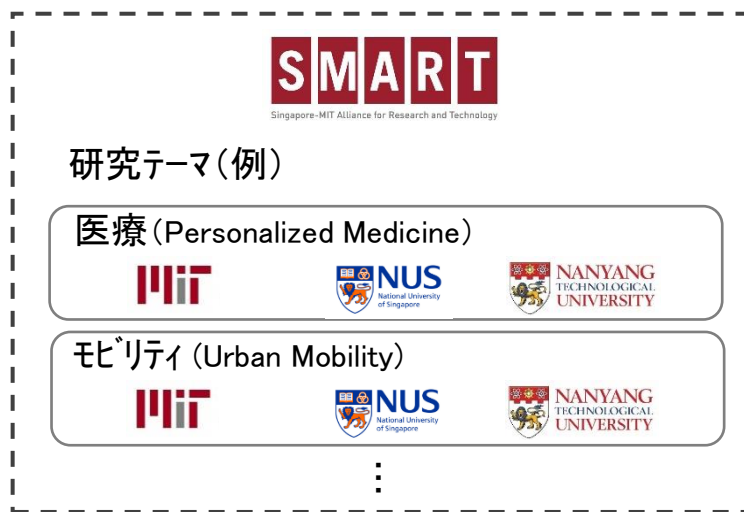 SMART
Singapore-MIT Alliance for Research and Technology
研究テーマ（例）
医療（Personalized Medicine）
MIT
NUS
National University
of Singapore
NANYANG
TECHNOLOGICAL
UNIVERSITY
モビリティ (Urban Mobility)
MIT
NUS
National University
of Singapore
NANYANG
TECHNOLOGICAL
UNIVERSITY
⋮